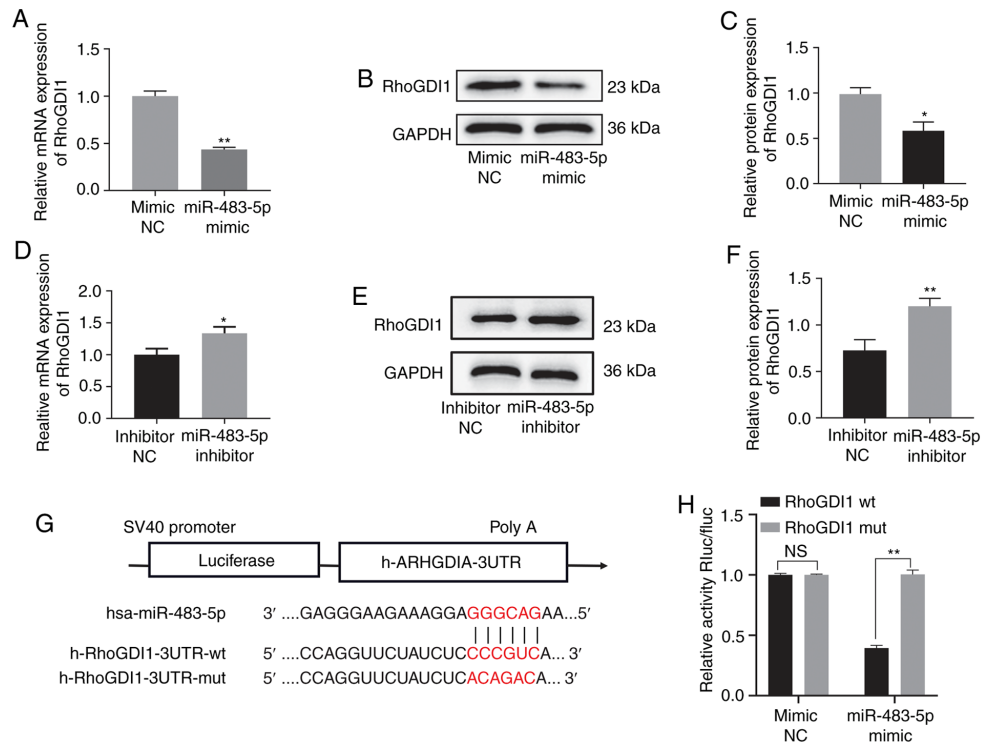 A
Relative mRNA expression
of RhoGDI1
1.5
1.0
0.5
0.0
**
Mimic
NC
miR-483-5p
mimic
B
RhoGDI1
23 kDa
GAPDH
36 kDa
Mimic
NC
miR-483-5p
mimic
C
Relative protein expression
of RhoGDI1
1.5
1.0
0.5
0.0
*
Mimic
NC
miR-483-5p
mimic
D
Realtive mRNA expression
of RhoGDI1
2.0
1.5
1.0
0.5
0.0
*
Inhibitor
NC
miR-483-5p
inhibitor
E
RhoGDI1
23 kDa
GAPDH
36 kDa
Inhibitor
NC
miR-483-5p
inhibitor
F
Relative protein expression
of RhoGDI1
1.5
1.0
0.5
0.0
**
Inhibitor
NC
miR-483-5p
inhibitor
G
SV40 promoter
Poly A
Luciferase
h-ARHGDIA-3UTR
hsa-miR-483-5p 3′ ....GAGGGAAGAAAGGAGGGCAGAA...5′
h-RhoGDI1-3UTR-wt 5′ ....CCAGGUUCUAUCUCCCCGUCA... 3′
h-RhoGDI1-3UTR-mut 5′ ....CCAGGUUCUAUCUCACAGACA... 3′
H
RhoGDI1 wt
RhoGDI1 mut
Relative activity Rluc/fluc
1.5
1.0
0.5
0.0
NS
**
Mimic
NC
miR-483-5p
mimic